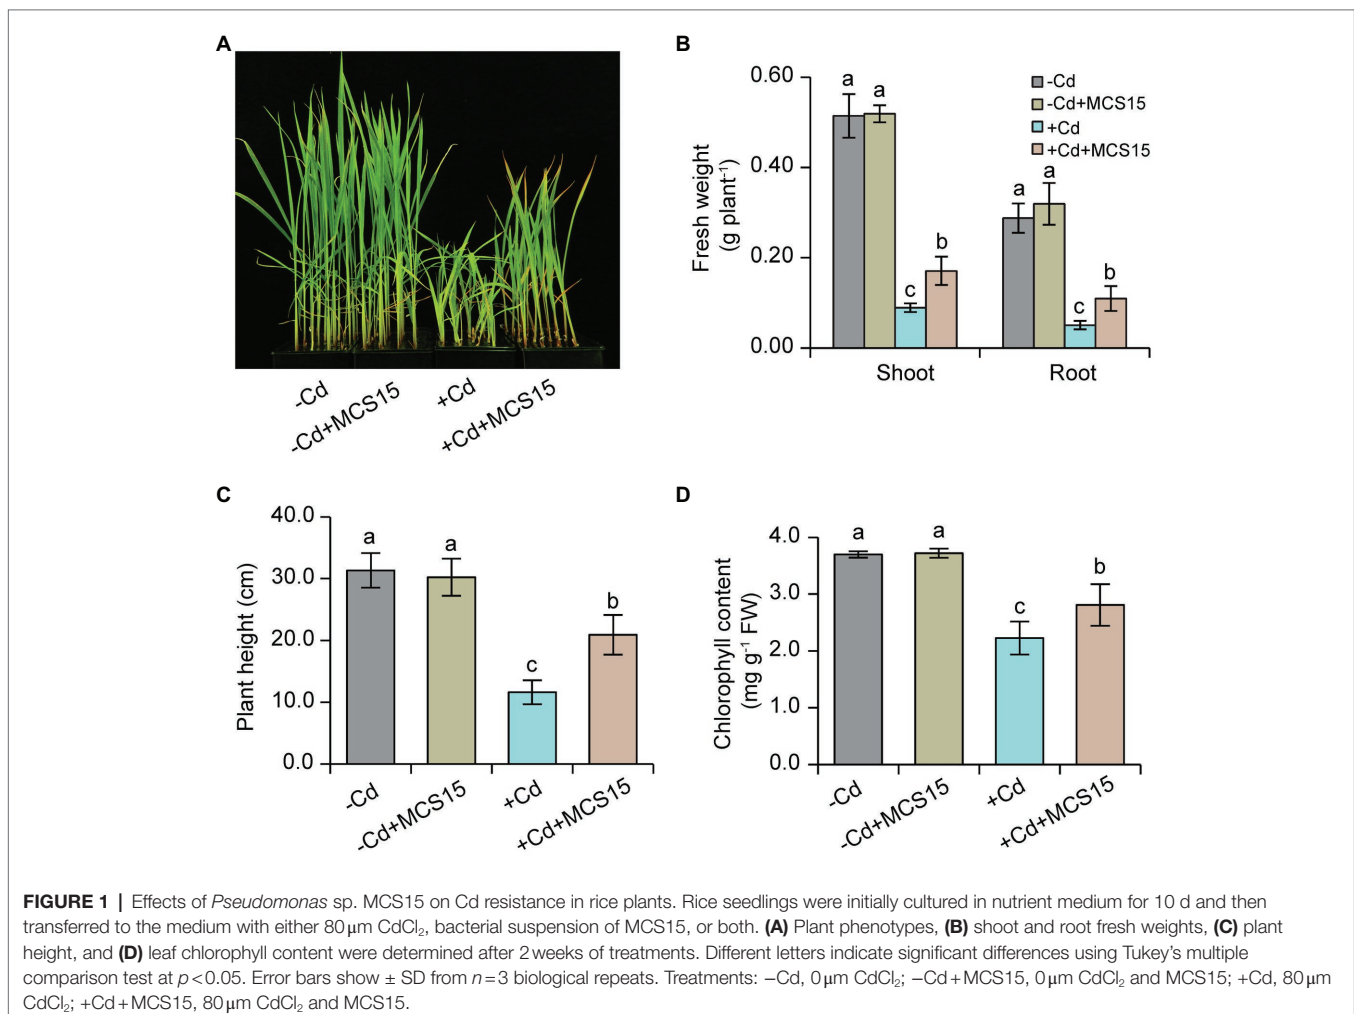 A
-Cd
-Cd+MCS15
+Cd
+Cd+MCS15
B
Fresh weight
(g plant⁻¹)
0.60
0.40
0.20
0.00
a
a
c
b
a
a
c
b
-Cd
-Cd+MCS15
+Cd
+Cd+MCS15
Shoot
Root
C
Plant height (cm)
40.0
30.0
20.0
10.0
0.0
a
a
c
b
-Cd
-Cd+MCS15
+Cd
+Cd+MCS15
D
Chlorophyll content
(mg g⁻¹ FW)
4.0
3.0
2.0
1.0
0.0
a
a
c
b
-Cd
-Cd+MCS15
+Cd
+Cd+MCS15
FIGURE 1 | Effects of Pseudomonas sp. MCS15 on Cd resistance in rice plants. Rice seedlings were initially cultured in nutrient medium for 10 d and then
transferred to the medium with either 80 μm CdCl₂, bacterial suspension of MCS15, or both. (A) Plant phenotypes, (B) shoot and root fresh weights, (C) plant
height, and (D) leaf chlorophyll content were determined after 2 weeks of treatments. Different letters indicate significant differences using Tukey's multiple
comparison test at p < 0.05. Error bars show ± SD from n = 3 biological repeats. Treatments: −Cd, 0 μm CdCl₂; −Cd + MCS15, 0 μm CdCl₂ and MCS15; +Cd, 80 μm
CdCl₂; +Cd + MCS15, 80 μm CdCl₂ and MCS15.